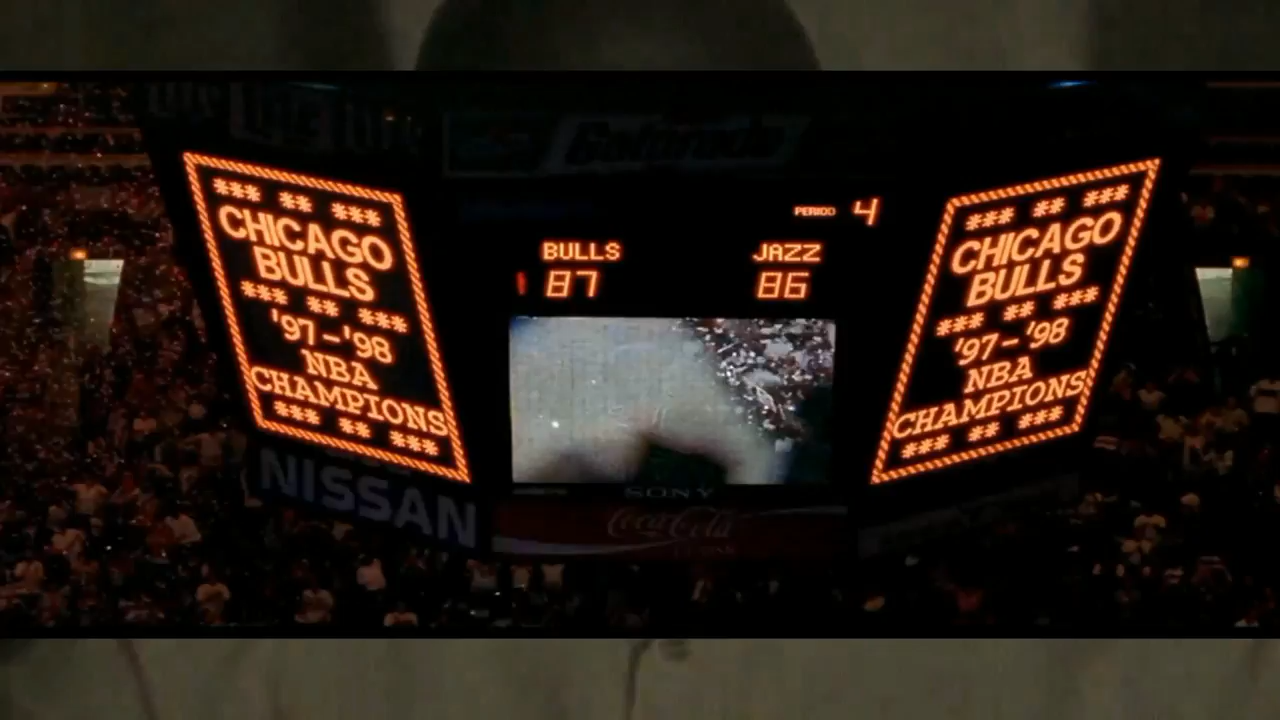 Gatorade
*** ** ***
CHICAGO
BULLS
*** ** ***
'97-'98
NBA
CHAMPIONS
*** ** ***
NISSAN
PERIOD 4
BULLS JAZZ
87 86
SONY
Coca-Cola
*** ** ***
CHICAGO
BULLS
*** ** ***
'97-'98
NBA
CHAMPIONS
*** ** ***